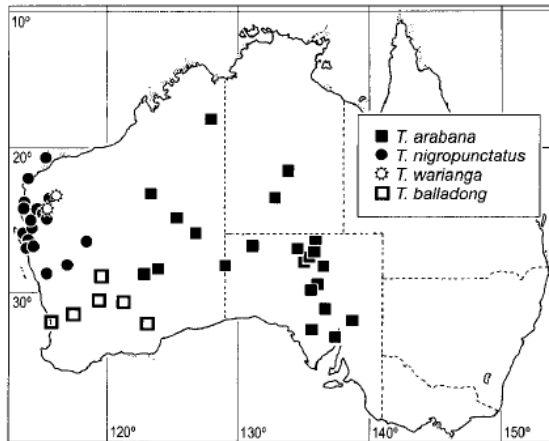 10°
20°
T. arabana
T. nigropunctatus
T. warianga
T. balladong
30°
120°
130°
140°
150°